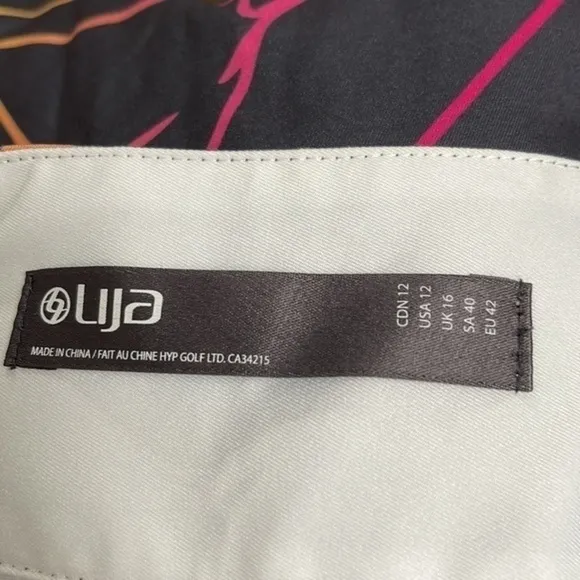 Lija
MADE IN CHINA / FAIT AU CHINE HYP GOLF LTD. CA34215
CDN 12
USA 12
UK 16
SA 40
EU 42